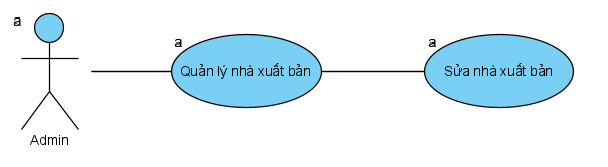 a
a
a
Quản lý nhà xuất bản
Sửa nhà xuất bản
Admin